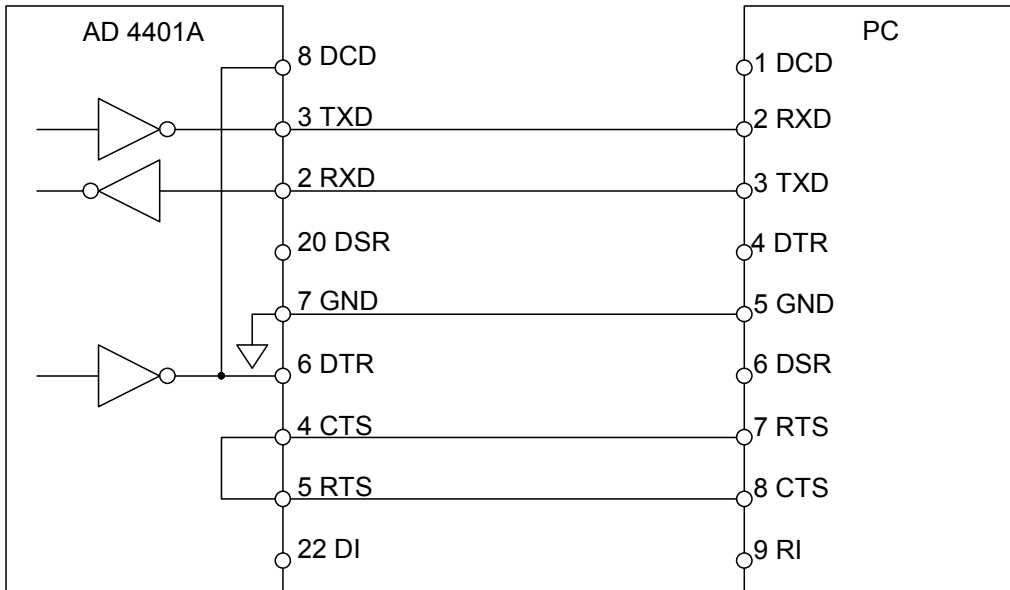 AD 4401A
PC
8 DCD
1 DCD
3 TXD
2 RXD
2 RXD
3 TXD
20 DSR
4 DTR
7 GND
5 GND
6 DTR
6 DSR
4 CTS
7 RTS
5 RTS
8 CTS
22 DI
9 RI